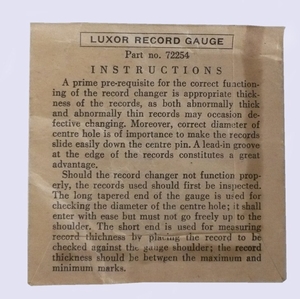 LUXOR RECORD GAUGE
Part no. 72254
INSTRUCTIONS
A prime pre-requisite for the correct function-
ing of the record changer is appropriate thick-
ness of the records, as both abnormally thick
and abnormally thin records may occasion de-
fective changing. Moreover, correct diameter of
centre hole is of importance to make the records
slide easily down the centre pin. A lead-in groove
at the edge of the records constitutes a great
advantage.
Should the record changer not function prop-
erly, the records used should first be inspected.
The long tapered end of the gauge is used for
checking the diameter of the centre hole; it shall
enter with ease but must not go freely up to the
shoulder. The short end is used for measuring
record thichness by placing the record to be
checked against the gauge shoulder; the record
thickness should be betwpen the maximum and
minimum marks.